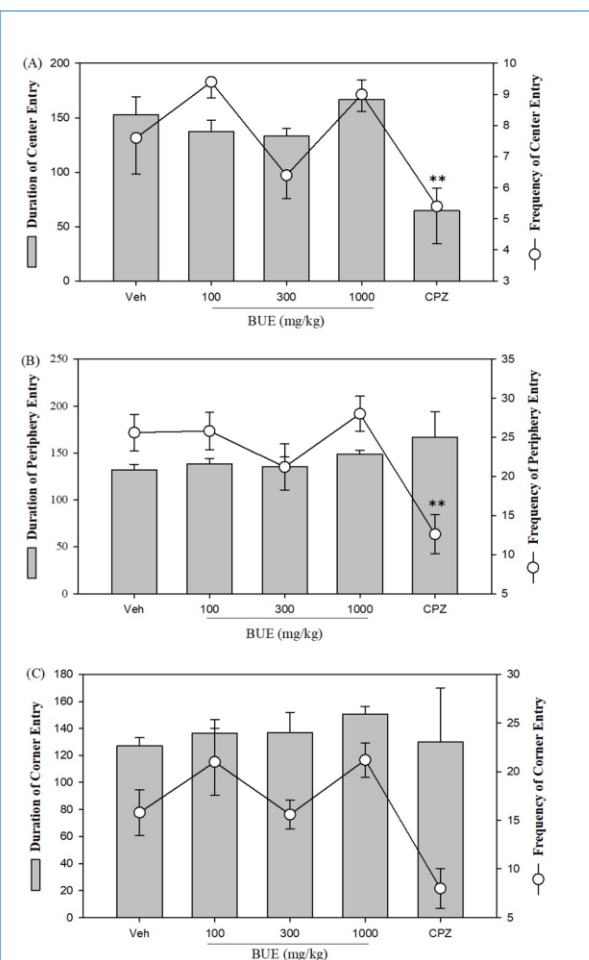 (A)
Duration of Center Entry
200
150
100
50
0
10
9
8
7
6
5
4
3
Frequency of Center Entry
**
Veh 100 300 1000 CPZ
BUE (mg/kg)
(B)
Duration of Periphery Entry
250
200
150
100
50
0
35
30
25
20
15
10
5
Frequency of Periphery Entry
**
Veh 100 300 1000 CPZ
BUE (mg/kg)
(C)
Duration of Corner Entry
180
160
140
120
100
80
60
40
20
0
30
25
20
15
10
5
Frequency of Corner Entry
Veh 100 300 1000 CPZ
BUE (mg/kg)